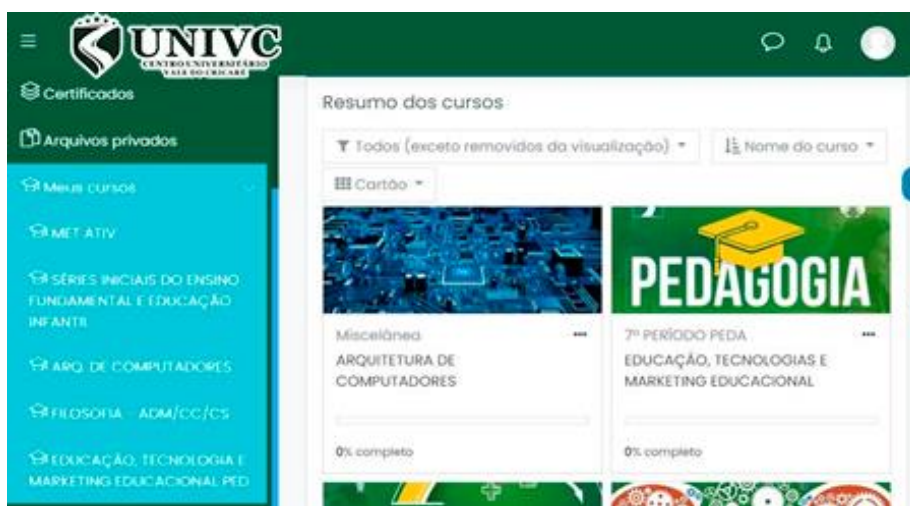 UNIVC
CENTRO UNIVERSITÁRIO
VALE DO CRICARÉ
Certificados
Arquivos privados
Meus cursos
MET ATIV
SÉRIES INICIAIS DO ENSINO
FUNDAMENTAL E EDUCAÇÃO
INFANTIL
ARQ. DE COMPUTADORES
FILOSOFIA - ADM/CC/CS
EDUCAÇÃO, TECNOLOGIA E
MARKETING EDUCACIONAL PED
Resumo dos cursos
Todos (exceto removidos da visualização)
Nome do curso
Cartão
Miscelânea
ARQUITETURA DE
COMPUTADORES
0% completo
PEDAGOGIA
7º PERÍODO PEDA
EDUCAÇÃO, TECNOLOGIAS E
MARKETING EDUCACIONAL
0% completo